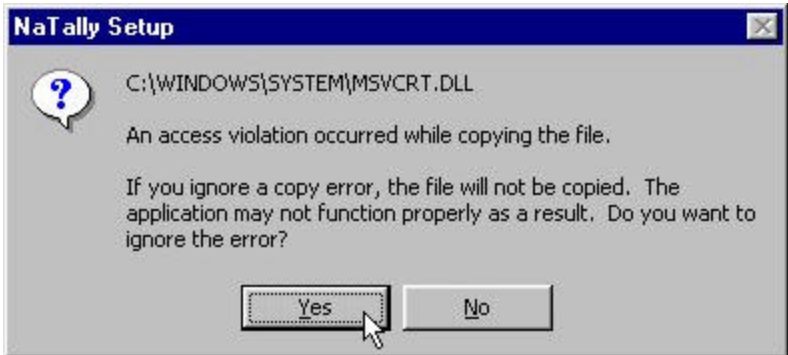 NaTally Setup
C:\WINDOWS\SYSTEM\MSVCRT.DLL
An access violation occurred while copying the file.
If you ignore a copy error, the file will not be copied.  The
application may not function properly as a result.  Do you want to
ignore the error?
Yes
No